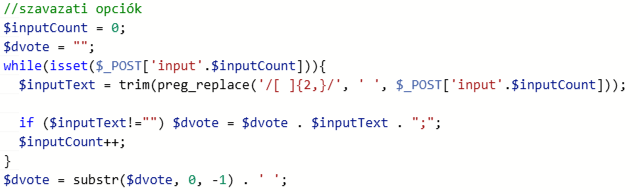 //szavazati opciók
$inputCount = 0;
$dvote = "";
while(isset($_POST['input'.$inputCount])){
  $inputText = trim(preg_replace('/[ ]{2,}/', ' ', $_POST['input'.$inputCount]));

  if ($inputText!="") $dvote = $dvote . $inputText . ";";
  $inputCount++;
}
$dvote = substr($dvote, 0, -1) . ' ';